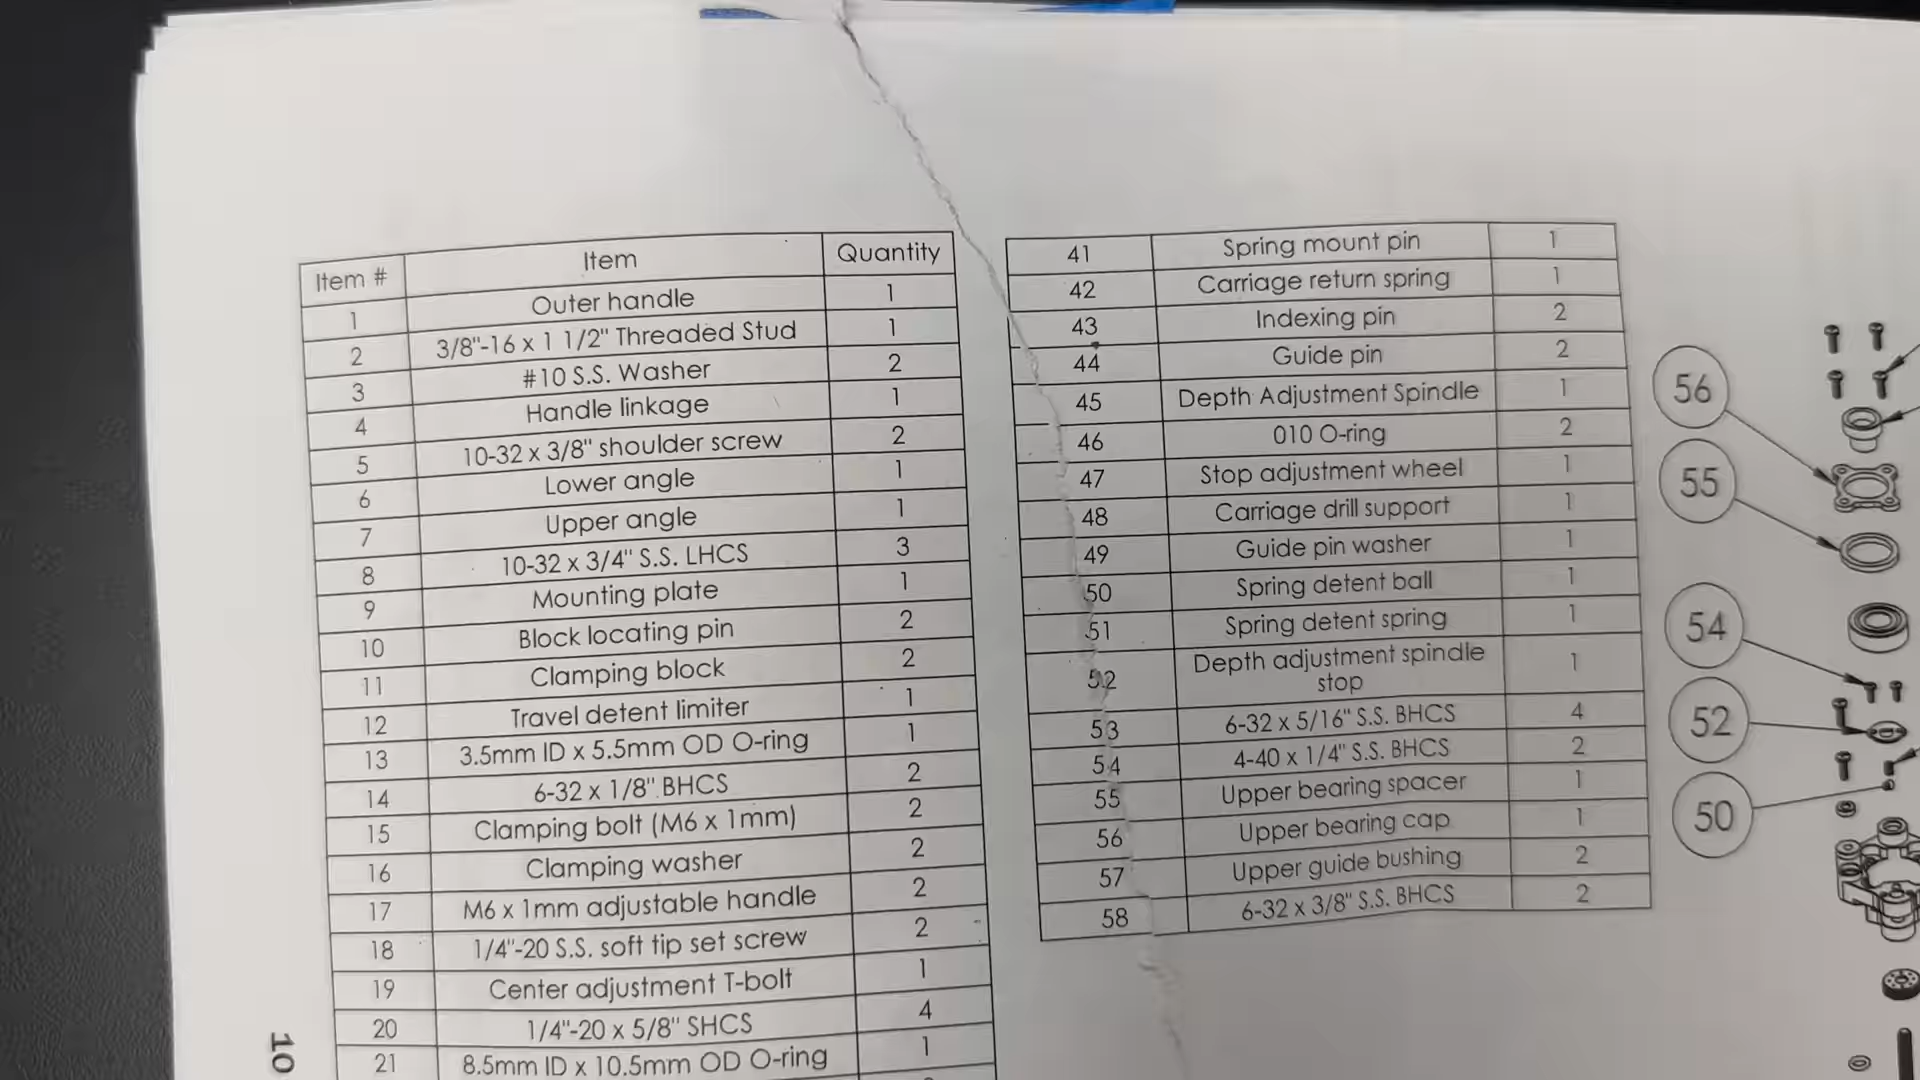 Item # Item Quantity
1 Outer handle 1
2 3/8"-16 x 1 1/2" Threaded Stud 1
3 #10 S.S. Washer 2
4 Handle linkage 1
5 10-32 x 3/8" shoulder screw 2
6 Lower angle 1
7 Upper angle 1
8 10-32 x 3/4" S.S. LHCS 3
9 Mounting plate 1
10 Block locating pin 2
11 Clamping block 2
12 Travel detent limiter 1
13 3.5mm ID x 5.5mm OD O-ring 1
14 6-32 x 1/8" BHCS 2
15 Clamping bolt (M6 x 1mm) 2
16 Clamping washer 2
17 M6 x 1mm adjustable handle 2
18 1/4"-20 S.S. soft tip set screw 2
19 Center adjustment T-bolt 1
20 1/4"-20 x 5/8" SHCS 4
21 8.5mm ID x 10.5mm OD O-ring 1
41 Spring mount pin 1
42 Carriage return spring 1
43 Indexing pin 2
44 Guide pin 2
45 Depth Adjustment Spindle 1
46 010 O-ring 2
47 Stop adjustment wheel 1
48 Carriage drill support 1
49 Guide pin washer 1
50 Spring detent ball 1
51 Spring detent spring 1
52 Depth adjustment spindle 1
stop
53 6-32 x 5/16" S.S. BHCS 4
54 4-40 x 1/4" S.S. BHCS 2
55 Upper bearing spacer 1
56 Upper bearing cap 1
57 Upper guide bushing 2
58 6-32 x 3/8" S.S. BHCS 2
56
55
54
52
50
10